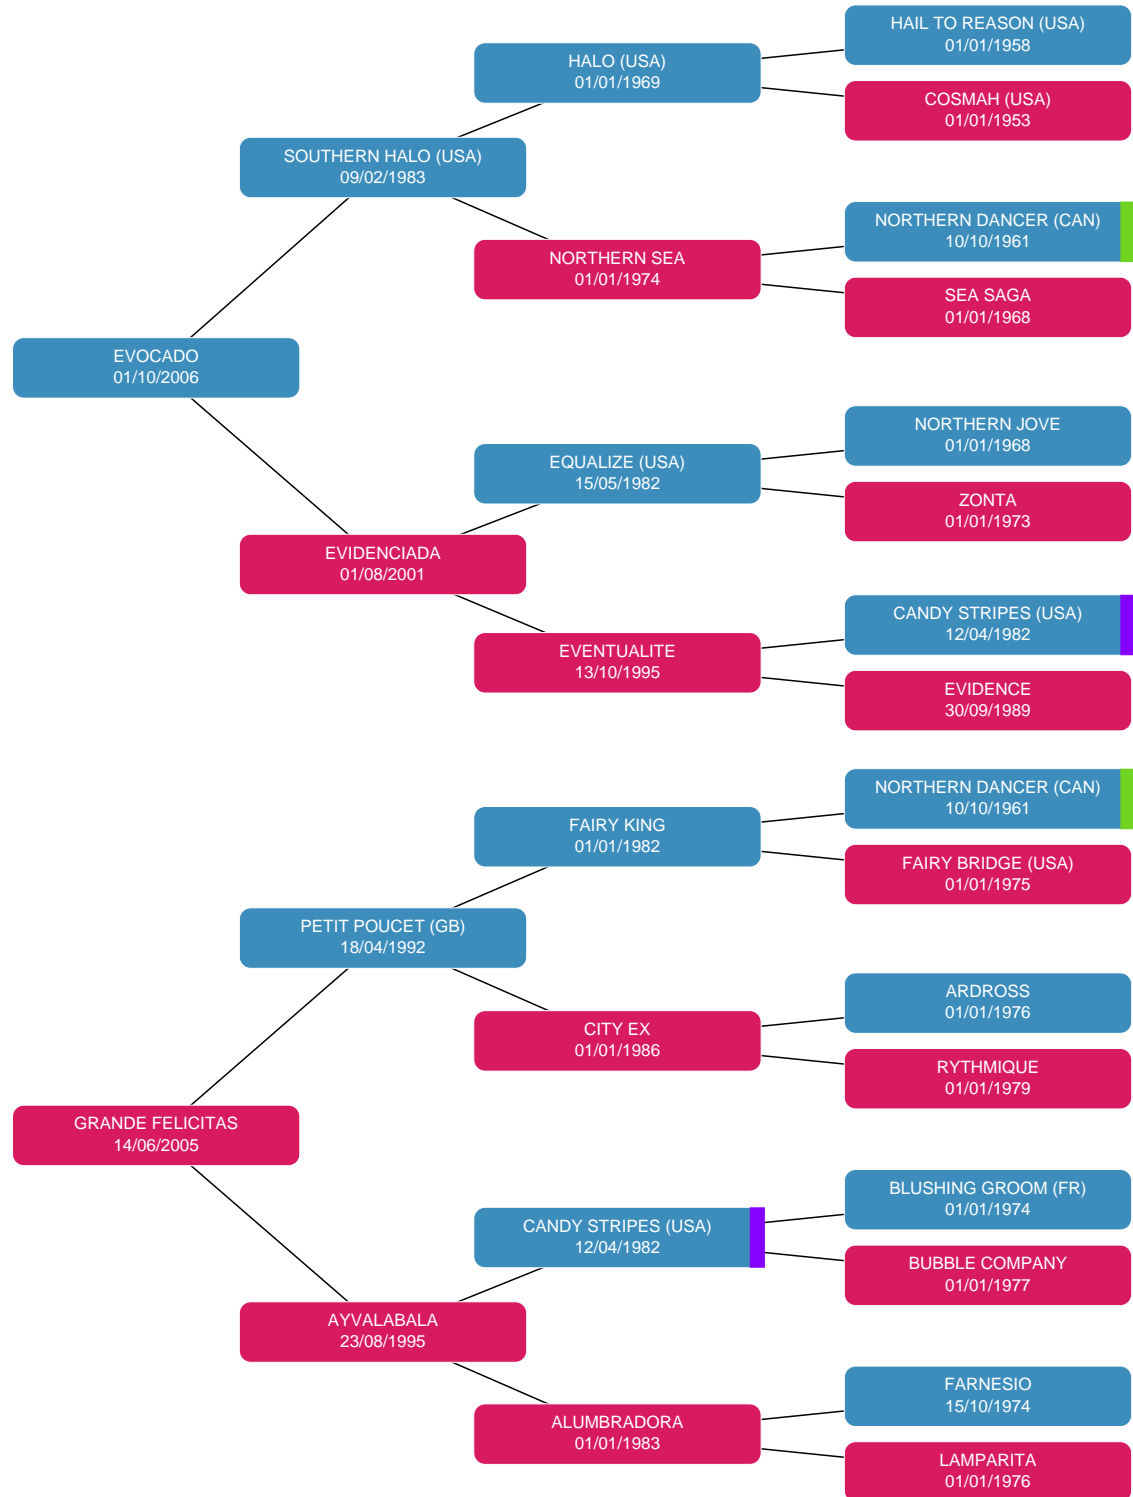 HAIL TO REASON (USA)
01/01/1958
HALO (USA)
01/01/1969
COSMAH (USA)
01/01/1953
SOUTHERN HALO (USA)
09/02/1983
NORTHERN DANCER (CAN)
10/10/1961
NORTHERN SEA
01/01/1974
SEA SAGA
01/01/1968
EVOCADO
01/10/2006
NORTHERN JOVE
01/01/1968
EQUALIZE (USA)
15/05/1982
ZONTA
01/01/1973
EVIDENCIADA
01/08/2001
CANDY STRIPES (USA)
12/04/1982
EVENTUALITE
13/10/1995
EVIDENCE
30/09/1989
NORTHERN DANCER (CAN)
10/10/1961
FAIRY KING
01/01/1982
FAIRY BRIDGE (USA)
01/01/1975
PETIT POUCET (GB)
18/04/1992
ARDROSS
01/01/1976
CITY EX
01/01/1986
RYTHMIQUE
01/01/1979
GRANDE FELICITAS
14/06/2005
BLUSHING GROOM (FR)
01/01/1974
CANDY STRIPES (USA)
12/04/1982
BUBBLE COMPANY
01/01/1977
AYVALABALA
23/08/1995
FARNESIO
15/10/1974
ALUMBRADORA
01/01/1983
LAMPARITA
01/01/1976